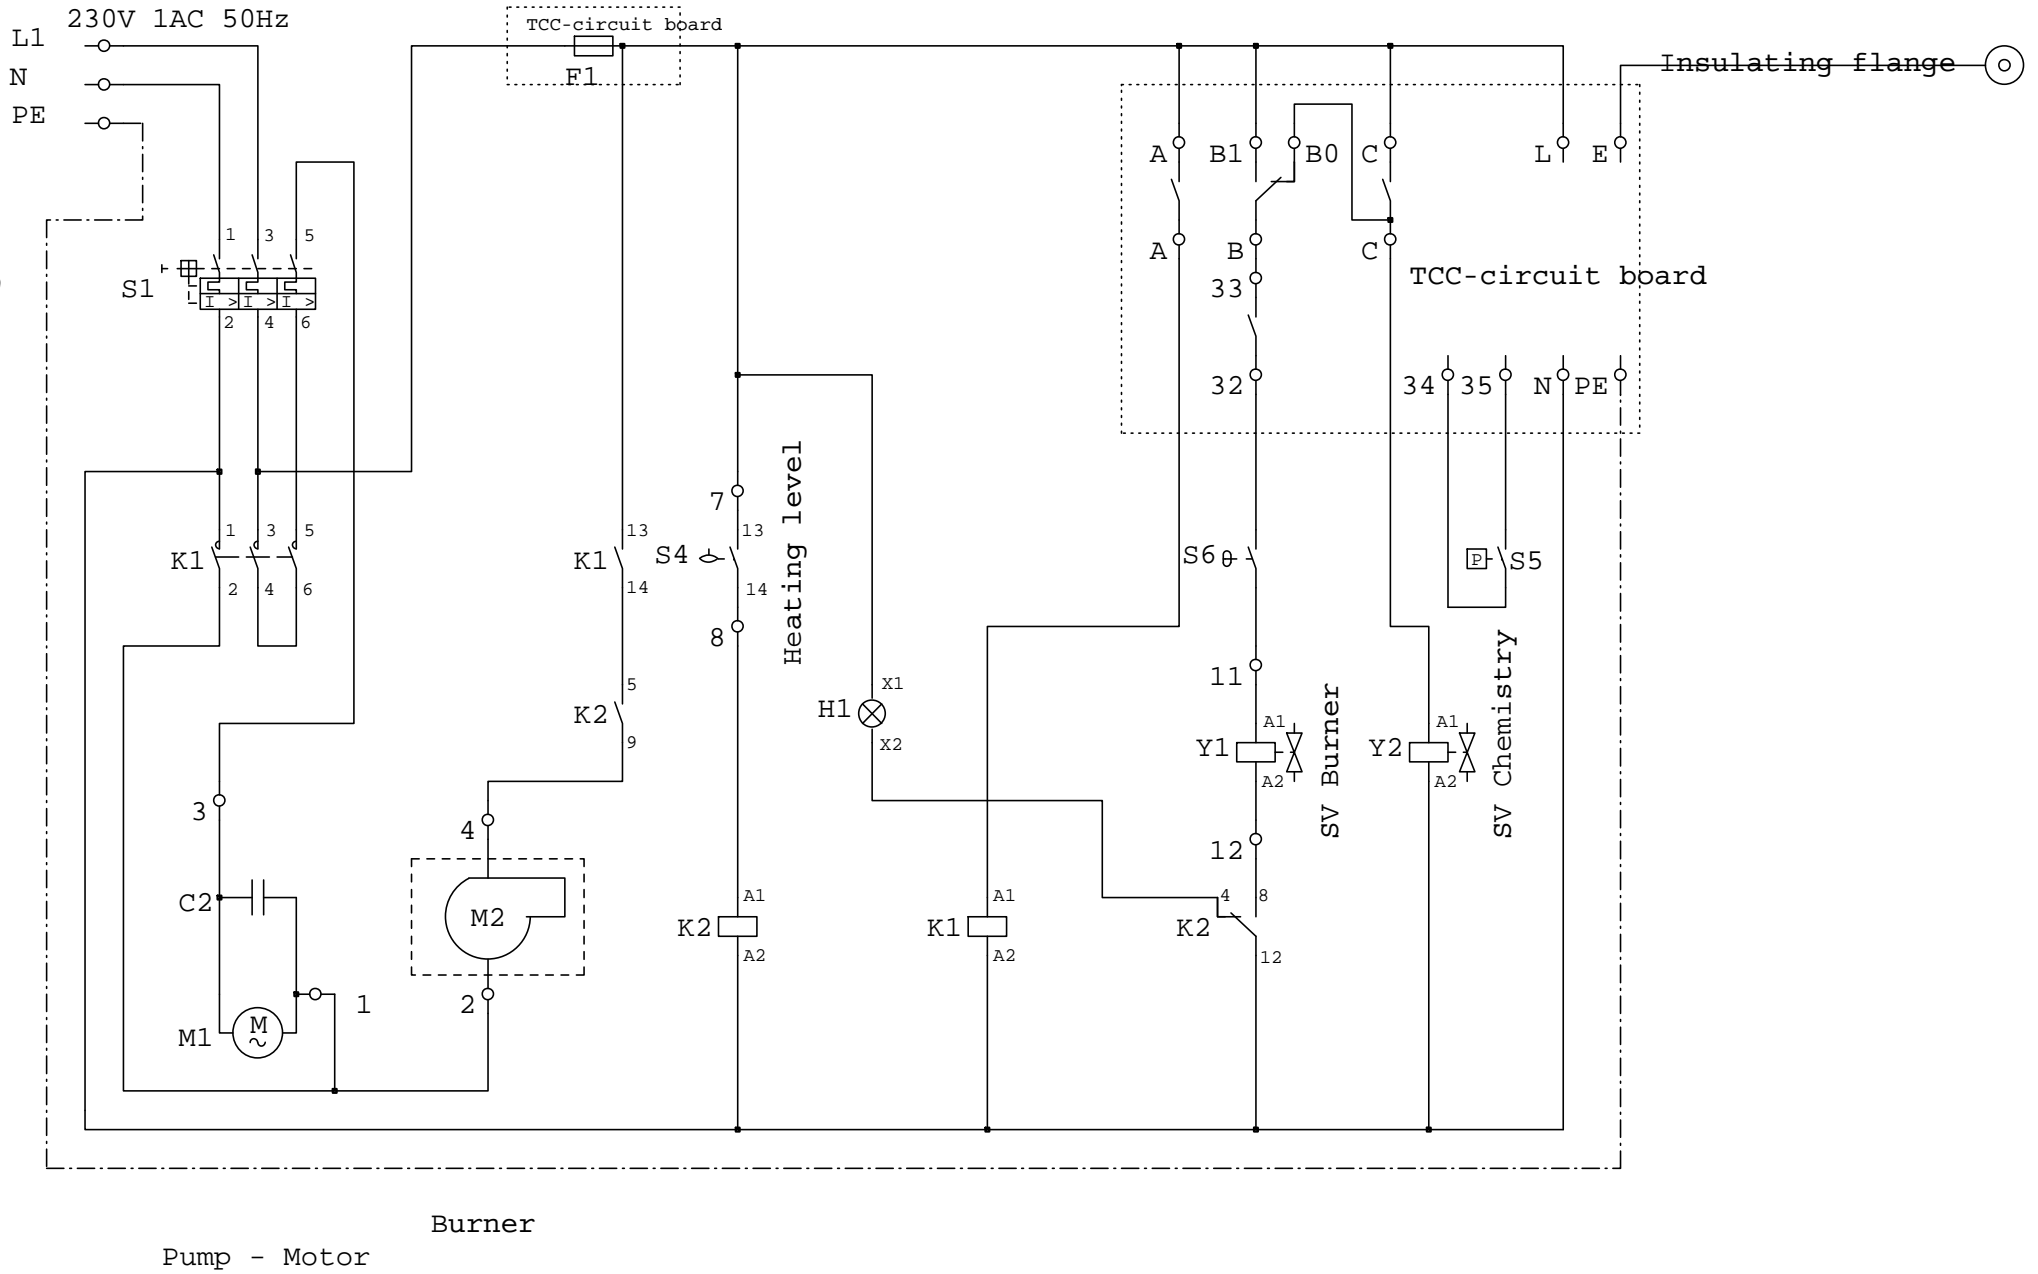 230V 1AC 50Hz
TCC-circuit board
L1
N
PE
F1
Insulating flange
A
B1
B0
C
L
E
1
3
5
A
B
C
S1
I >
I >
I >
33
TCC-circuit board
2
4
6
32
34
35
N
PE
Heating level
7
1
3
5
13
13
K1
K1
S4
S6
P
S5
2
4
6
14
14
8
11
SV Burner
SV Chemistry
5
X1
H1
K2
9
X2
A1
Y1
A2
A1
Y2
A2
3
4
12
C2
M2
A1
K2
A2
A1
K1
A2
4
8
K2
12
1
2
M1
M
~
Burner
Pump - Motor